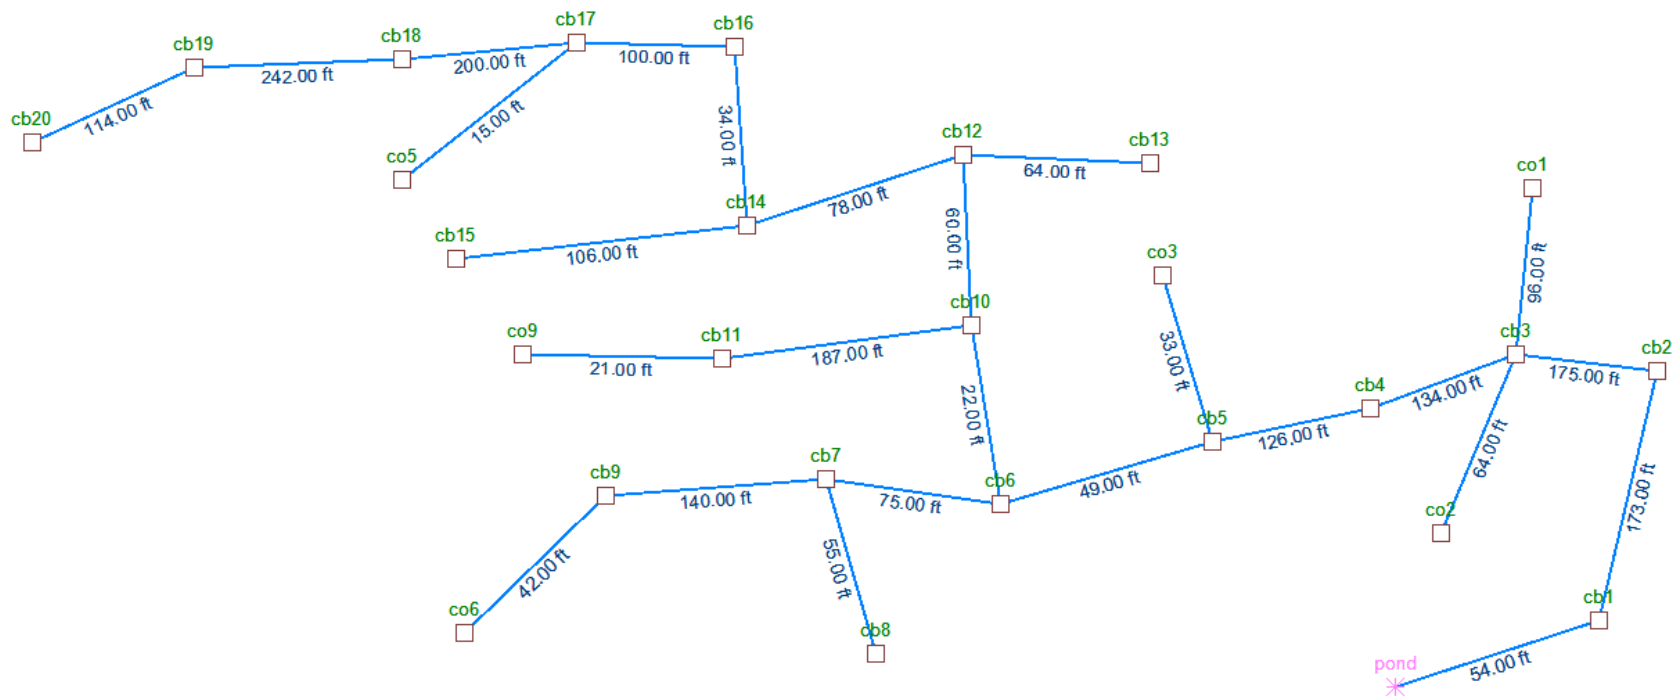 cb16
cb17
cb18
cb19
100.00 ft
200.00 ft
242.00 ft
114.00 ft
cb20
15.00 ft
34.00 ft
cb12
cb13
co5
64.00 ft
co1
cb14
78.00 ft
cb15
106.00 ft
60.00 ft
co3
96.00 ft
cb10
co9
cb11
187.00 ft
21.00 ft
33.00 ft
cb3
cb2
175.00 ft
cb4
134.00 ft
22.00 ft
cb5
126.00 ft
64.00 ft
cb7
cb9
140.00 ft
75.00 ft
cb6
49.00 ft
co2
173.00 ft
55.00 ft
42.00 ft
co6
cb8
cb1
pond
54.00 ft